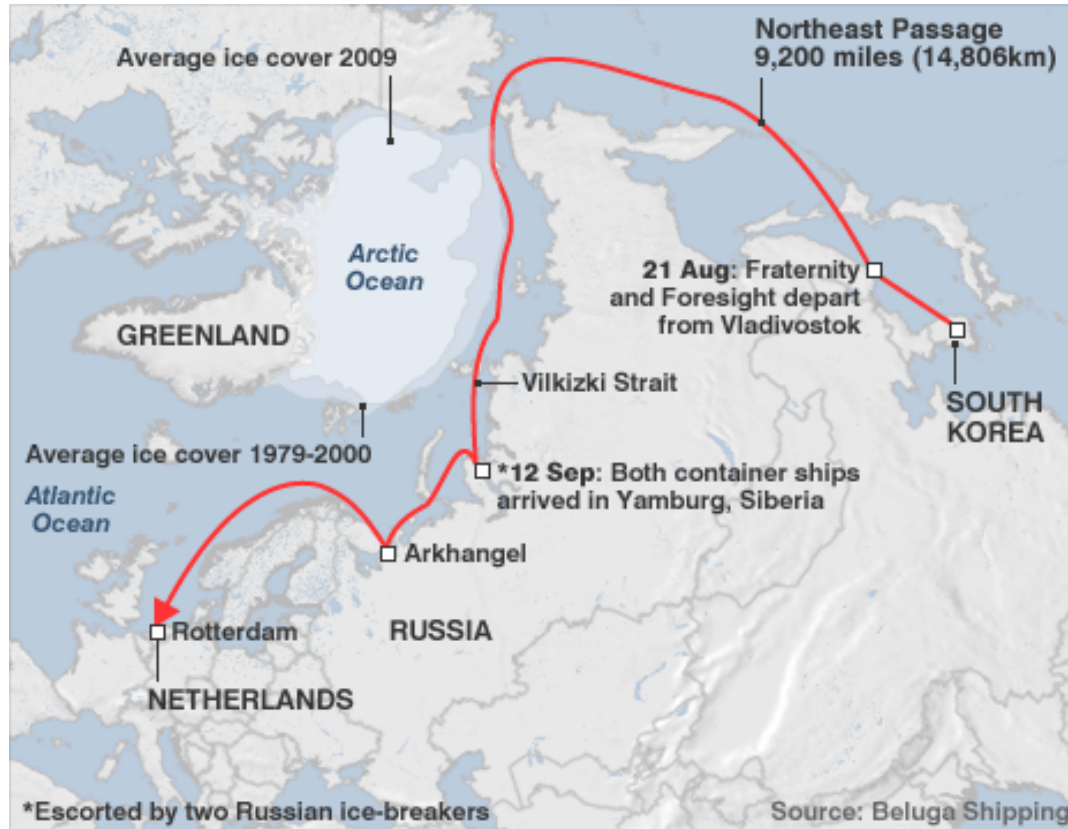 Northeast Passage
9,200 miles (14,806km)
Average ice cover 2009
Arctic
Ocean
21 Aug: Fraternity
and Foresight depart
from Vladivostok
GREENLAND
Vilkizki Strait
SOUTH
KOREA
Average ice cover 1979-2000
*12 Sep: Both container ships
arrived in Yamburg, Siberia
Atlantic
Ocean
Arkhangel
Rotterdam
RUSSIA
NETHERLANDS
*Escorted by two Russian ice-breakers
Source: Beluga Shipping